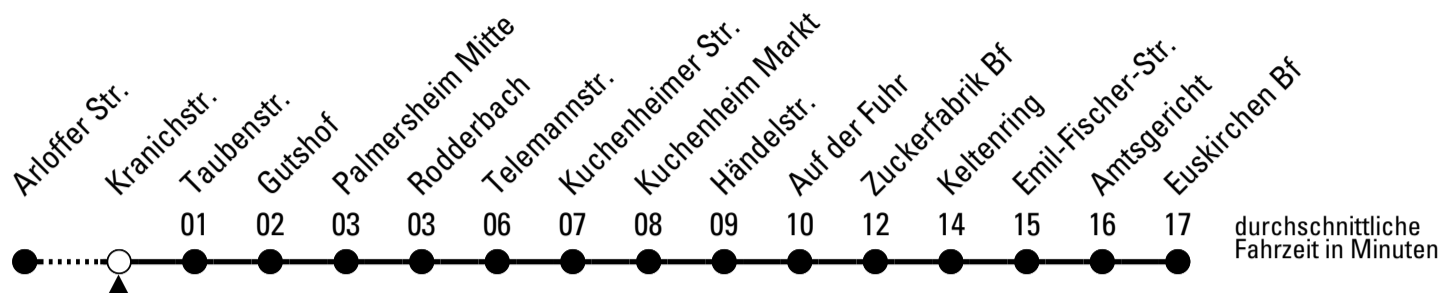 Arloffer Str.
Kranichstr.
Taubenstr.
Gutshof
Palmersheim Mitte
Rodderbach
Telemannstr.
Kuchenheimer Str.
Kuchenheim Markt
Händelstr.
Auf der Fuhr
Zuckerfabrik Bf
Keltenring
Emil-Fischer-Str.
Amtsgericht
Euskirchen Bf
01 02 03 03 06 07 08 09 10 12 14 15 16 17
durchschnittliche
Fahrzeit in Minuten